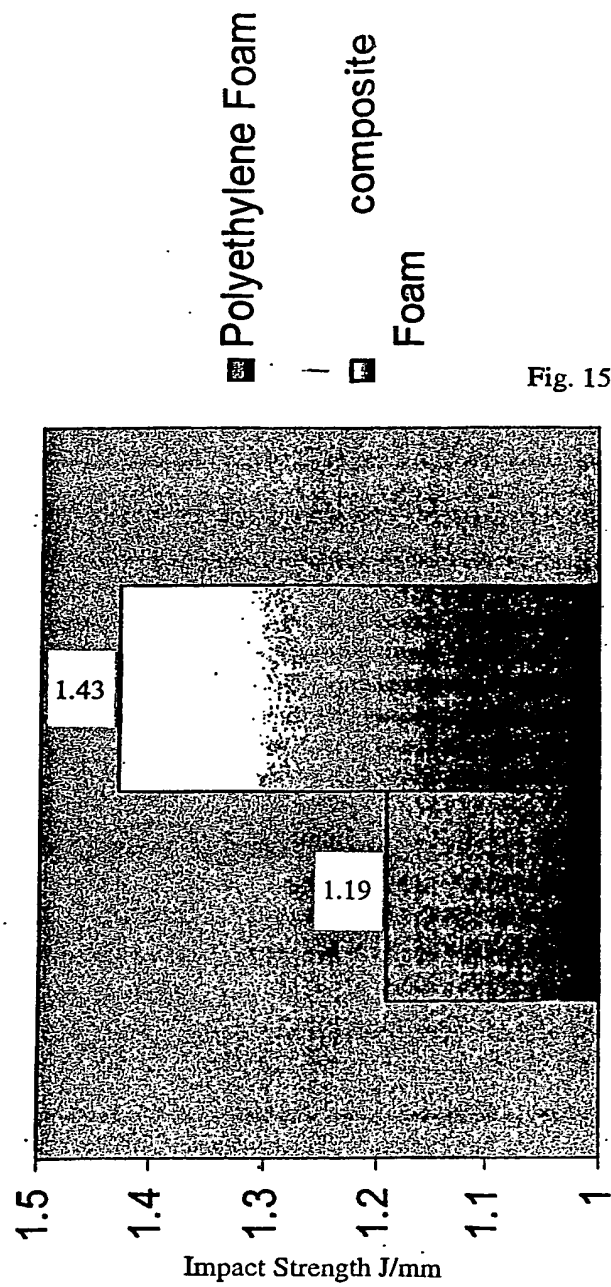 1.5
1.4
1.3
1.2
1.1
1
Impact Strength J/mm
1.43
1.19
Polyethylene Foam
composite
Foam
Fig. 15